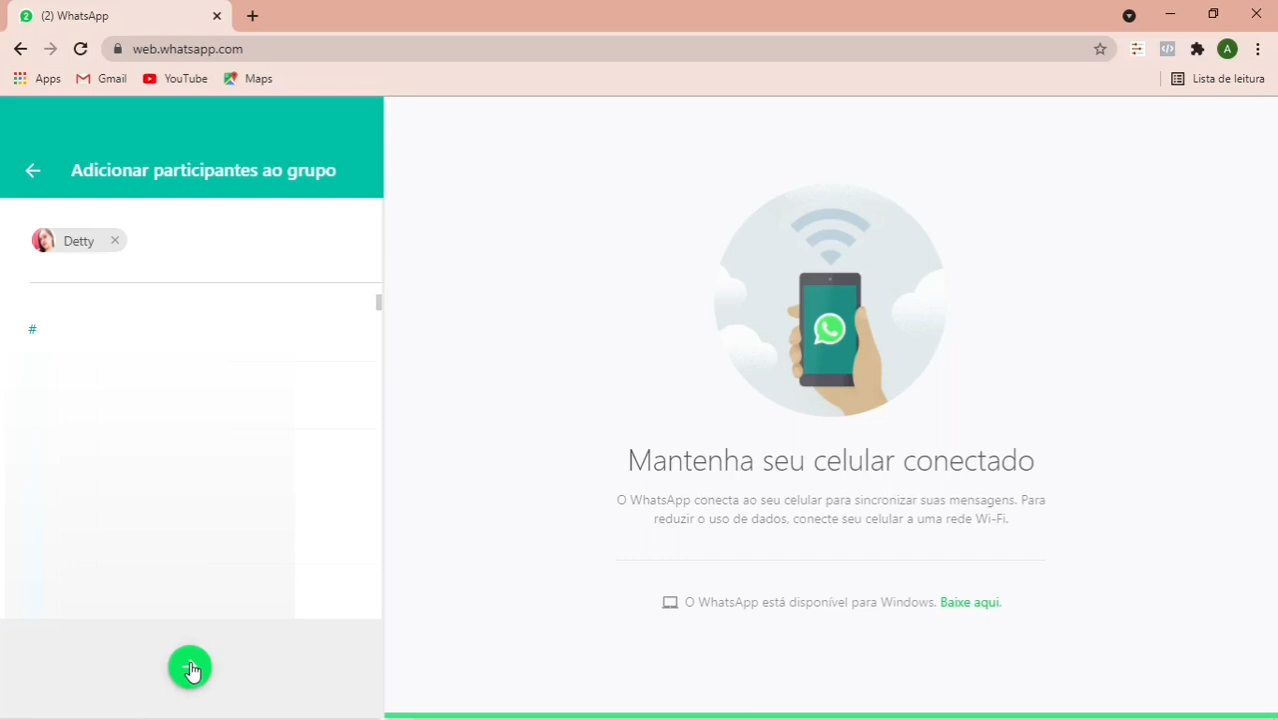 2
(2) WhatsApp
web.whatsapp.com
A
Apps
Gmail
YouTube
Maps
Lista de leitura
Adicionar participantes ao grupo
Detty
#
Mantenha seu celular conectado
O WhatsApp conecta ao seu celular para sincronizar suas mensagens. Para
reduzir o uso de dados, conecte seu celular a uma rede Wi-Fi.
O WhatsApp está disponível para Windows. Baixe aqui.